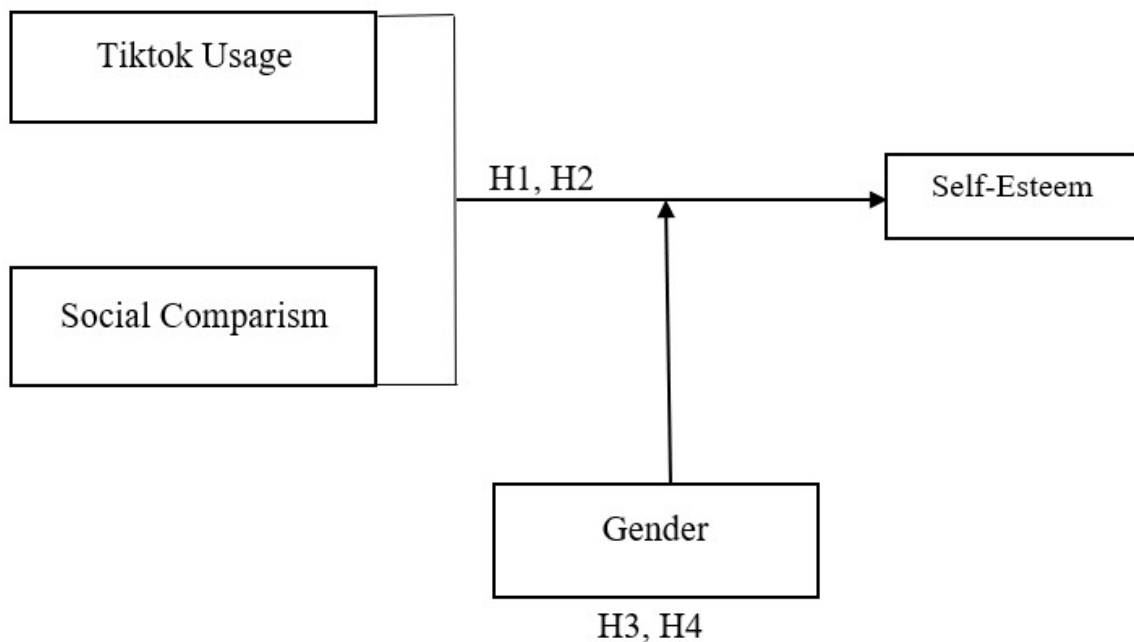 Tiktok Usage
H1, H2
Self-Esteem
Social Comparism
Gender
H3, H4